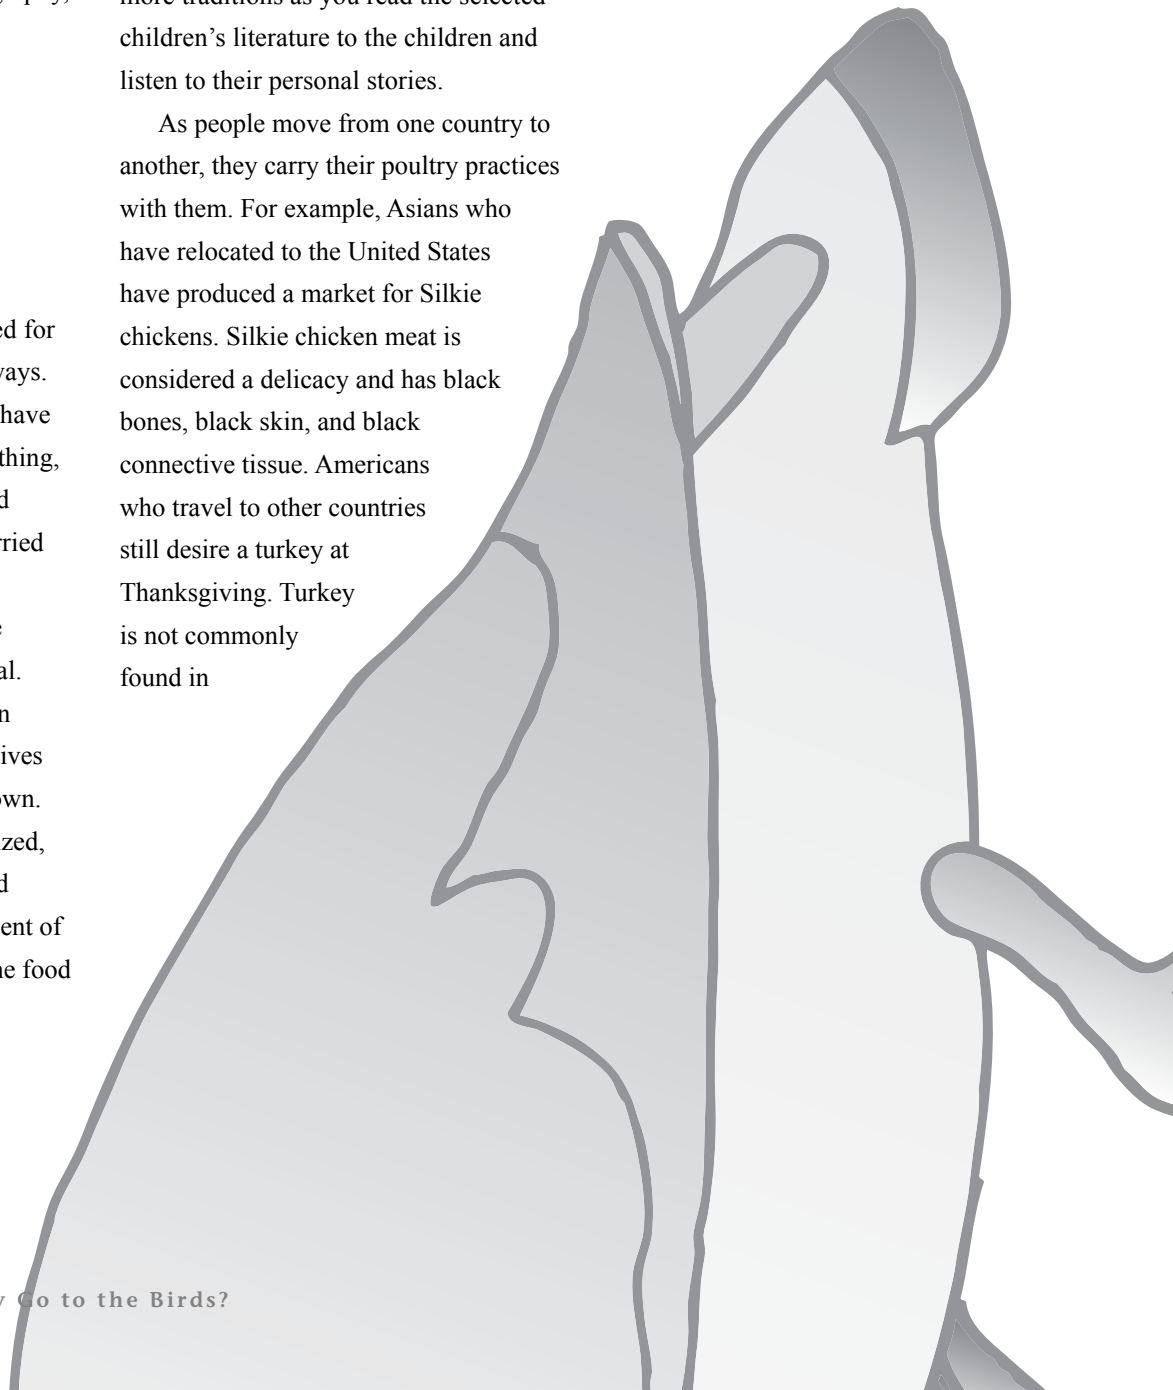 ed for
ways.
have
thing,
d
rried
e
al.
n
ives
own.
zed,
d
ent of
he food
more traditions as you read the selected
children’s literature to the children and
listen to their personal stories.
As people move from one country to
another, they carry their poultry practices
with them. For example, Asians who
have relocated to the United States
have produced a market for Silkie
chickens. Silkie chicken meat is
considered a delicacy and has black
bones, black skin, and black
connective tissue. Americans
who travel to other countries
still desire a turkey at
Thanksgiving. Turkey
is not commonly
found in
y Go to the Birds?